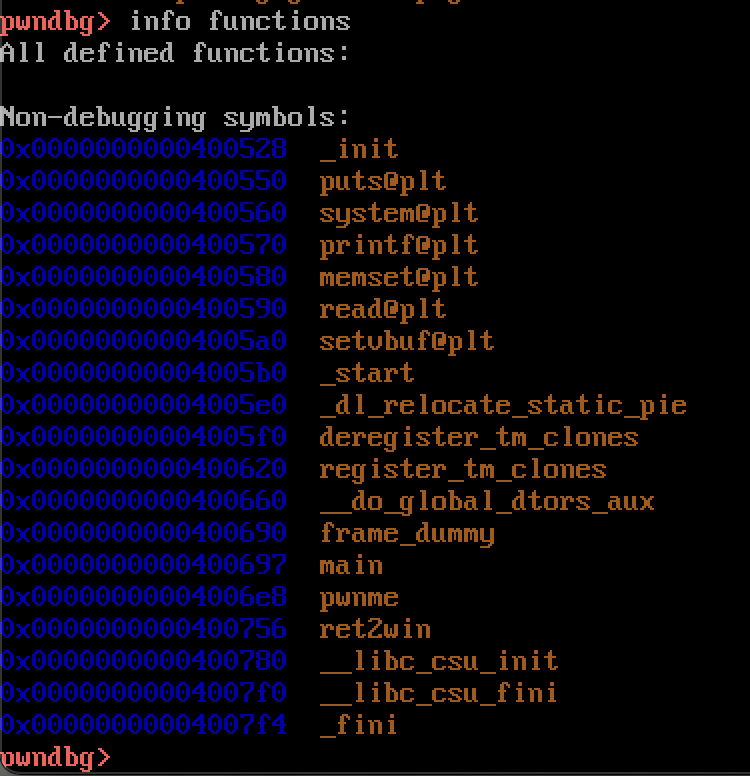 pwndbg> info functions
All defined functions:
Non-debugging symbols:
0x0000000000400528 _init
0x0000000000400550 puts@plt
0x0000000000400560 system@plt
0x0000000000400570 printf@plt
0x0000000000400580 memset@plt
0x0000000000400590 read@plt
0x00000000004005a0 setvbuf@plt
0x00000000004005b0 _start
0x00000000004005e0 _dl_relocate_static_pie
0x00000000004005f0 deregister_tm_clones
0x0000000000400620 register_tm_clones
0x0000000000400660 __do_global_dtors_aux
0x0000000000400690 frame_dummy
0x0000000000400697 main
0x00000000004006e8 pwnme
0x0000000000400756 ret2win
0x0000000000400780 __libc_csu_init
0x00000000004007f0 __libc_csu_fini
0x00000000004007f4 _fini
pwndbg>